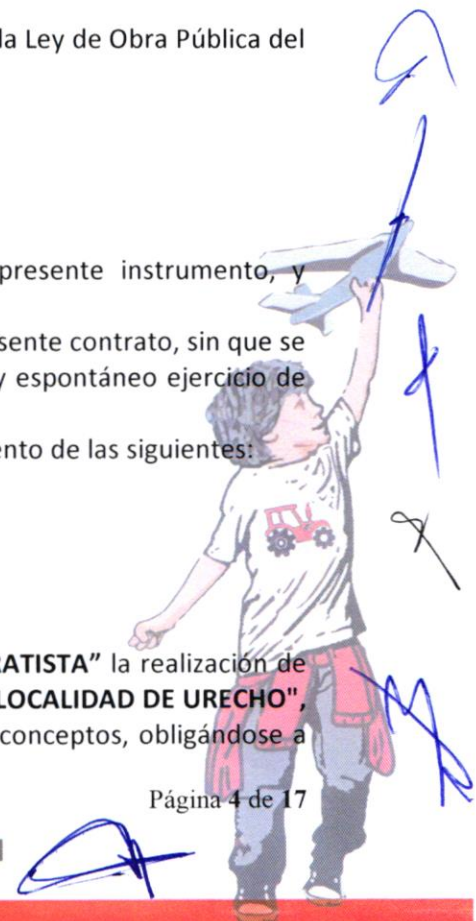 la Ley de Obra Pública del
presente instrumento, y
sente contrato, sin que se
y espontáneo ejercicio de
ento de las siguientes:
RATISTA” la realización de
LOCALIDAD DE URECHO",
conceptos, obligándose a
Página 4 de 17